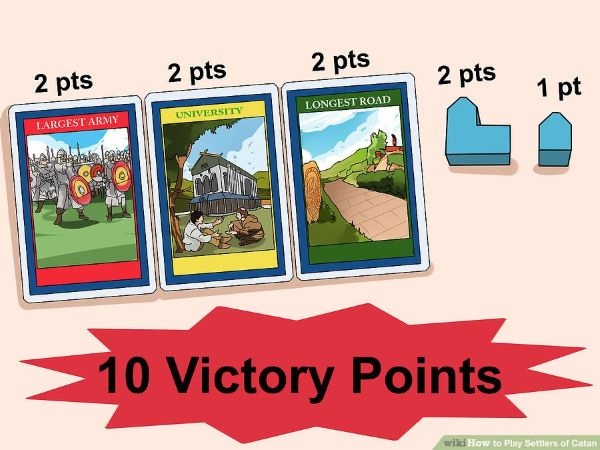 2 pts
2 pts
2 pts
2 pts
1 pt
LARGEST ARMY
UNIVERSITY
LONGEST ROAD
10 Victory Points
wikiHow to Play Settlers of Catan